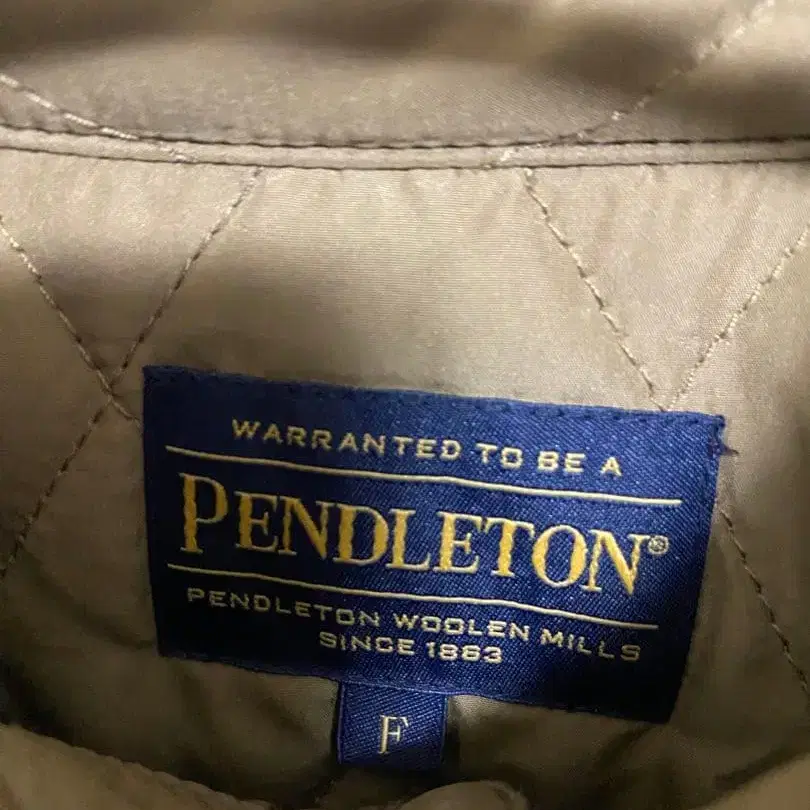 WARRANTED TO BE A
PENDLETON®
PENDLETON WOOLEN MILLS
SINCE 1863
F